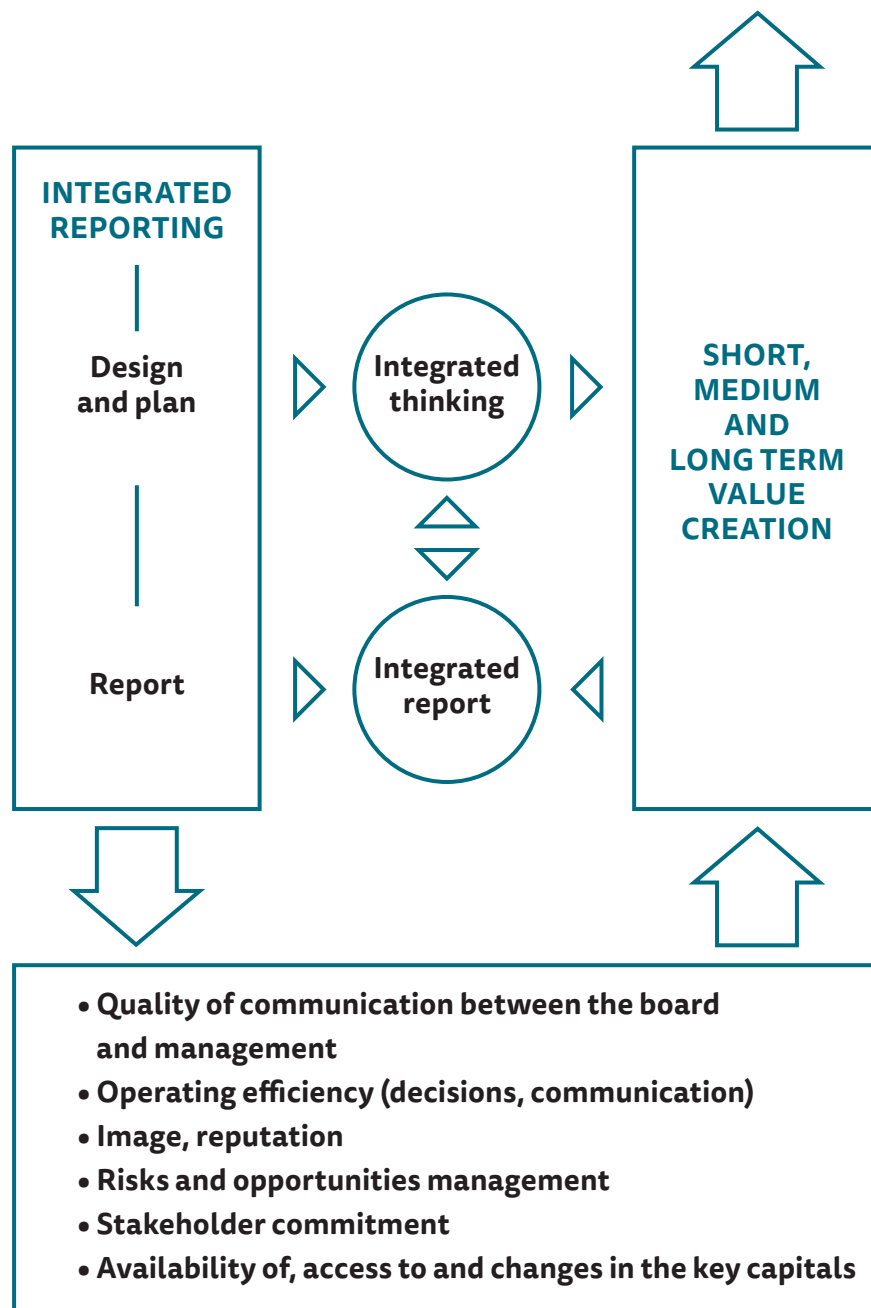 INTEGRATED
REPORTING
Design
and plan
Report
Integrated
thinking
Integrated
report
SHORT,
MEDIUM
AND
LONG TERM
VALUE
CREATION
• Quality of communication between the board
and management
• Operating efficiency (decisions, communication)
• Image, reputation
• Risks and opportunities management
• Stakeholder commitment
• Availability of, access to and changes in the key capitals